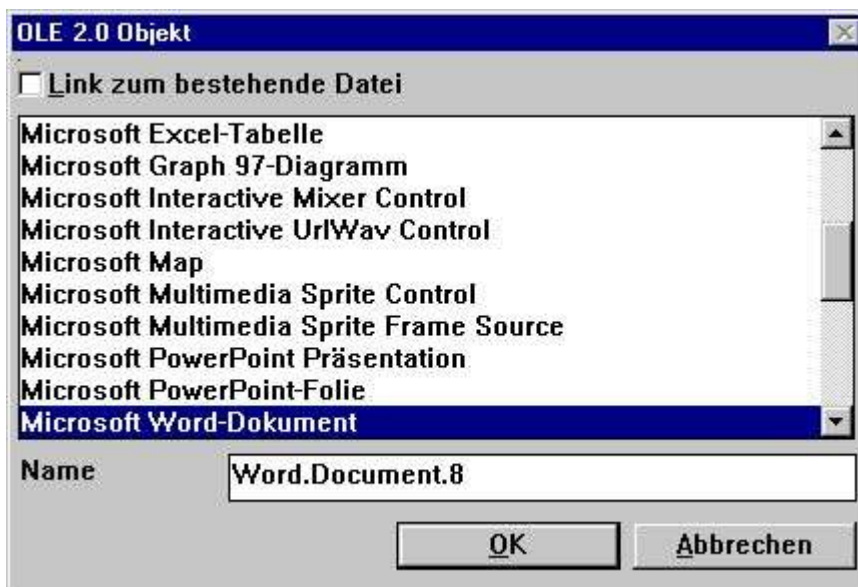 OLE 2.0 Objekt
Link zum bestehende Datei
Microsoft Excel-Tabelle
Microsoft Graph 97-Diagramm
Microsoft Interactive Mixer Control
Microsoft Interactive UrlWav Control
Microsoft Map
Microsoft Multimedia Sprite Control
Microsoft Multimedia Sprite Frame Source
Microsoft PowerPoint Präsentation
Microsoft PowerPoint-Folie
Microsoft Word-Dokument
Name Word.Document.8
OK Abbrechen